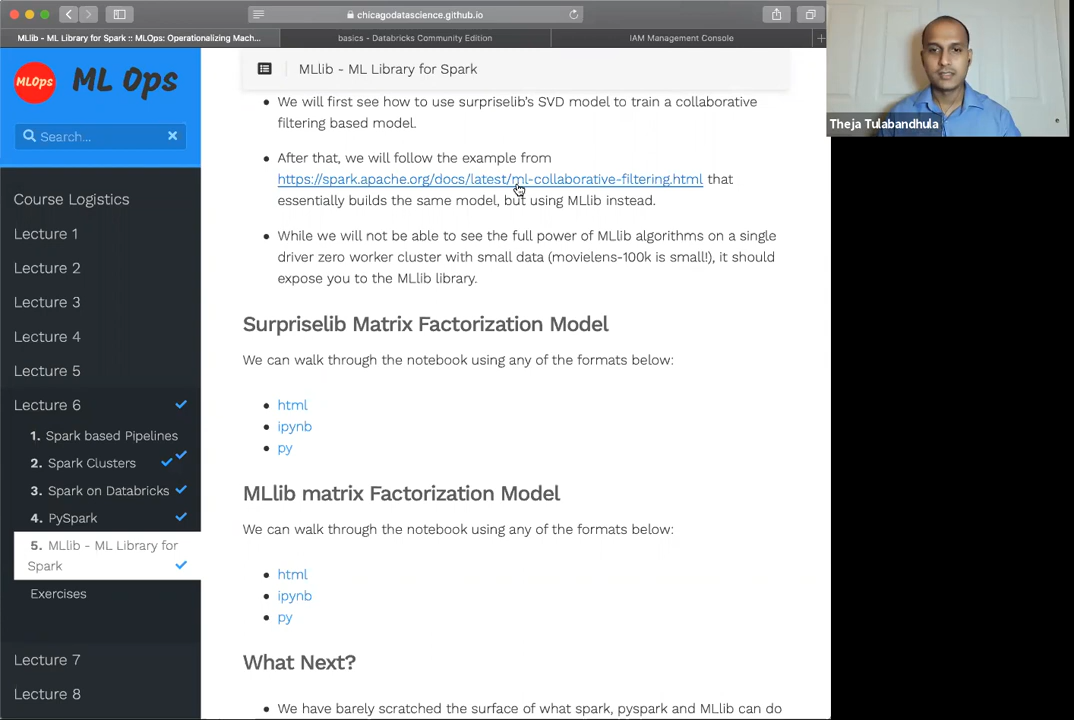 chicagodatascience.github.io
MLlib - ML Library for Spark :: MLOps: Operationalizing Mach...
basics - Databricks Community Edition
IAM Management Console
MLOps
ML Ops
Search...
Course Logistics
Lecture 1
Lecture 2
Lecture 3
Lecture 4
Lecture 5
Lecture 6
1. Spark based Pipelines
2. Spark Clusters
3. Spark on Databricks
4. PySpark
5. MLlib - ML Library for
Spark
Exercises
Lecture 7
Lecture 8
MLlib - ML Library for Spark
We will first see how to use surpriselib's SVD model to train a collaborative
filtering based model.
After that, we will follow the example from
https://spark.apache.org/docs/latest/ml-collaborative-filtering.html that
essentially builds the same model, but using MLlib instead.
While we will not be able to see the full power of MLlib algorithms on a single
driver zero worker cluster with small data (movielens-100k is small!), it should
expose you to the MLlib library.
Surpriselib Matrix Factorization Model
We can walk through the notebook using any of the formats below:
html
ipynb
py
MLlib matrix Factorization Model
We can walk through the notebook using any of the formats below:
html
ipynb
py
What Next?
We have barely scratched the surface of what spark, pyspark and MLlib can do
Theja Tulabandhula